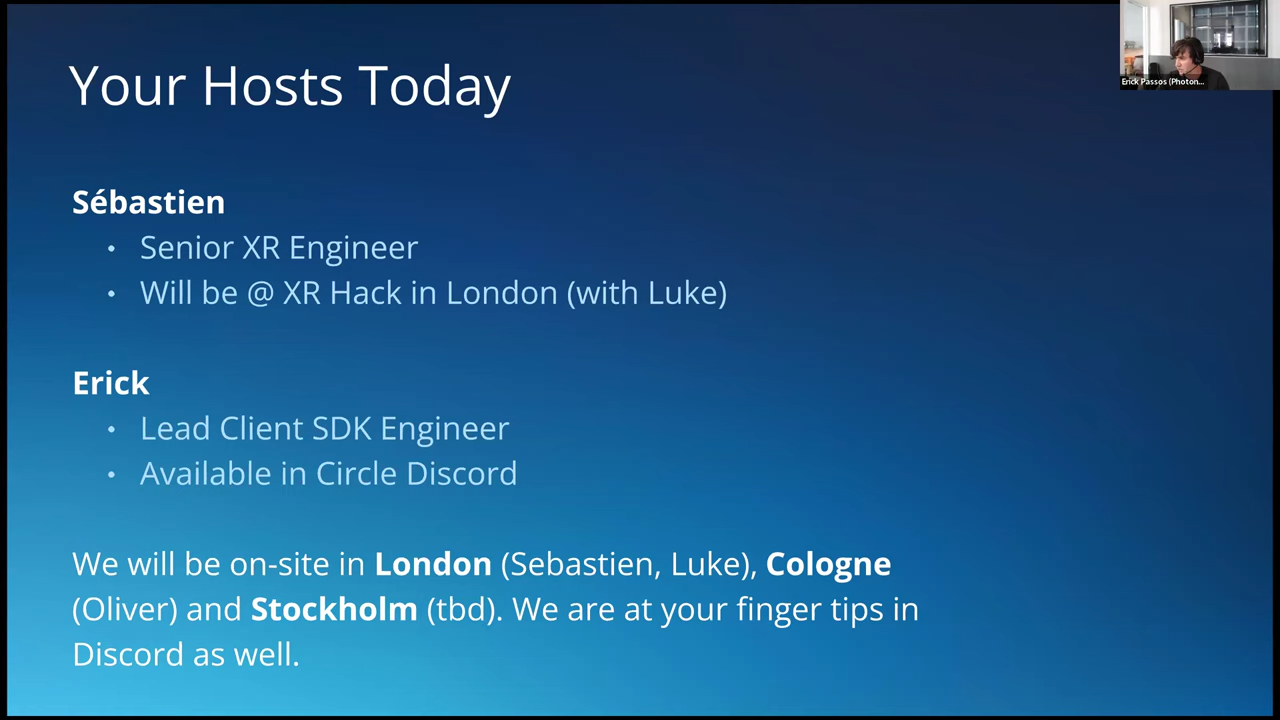 Your Hosts Today
Erick Passos (Photon...
Sébastien
• Senior XR Engineer
• Will be @ XR Hack in London (with Luke)
Erick
• Lead Client SDK Engineer
• Available in Circle Discord
We will be on-site in London (Sebastien, Luke), Cologne
(Oliver) and Stockholm (tbd). We are at your finger tips in
Discord as well.